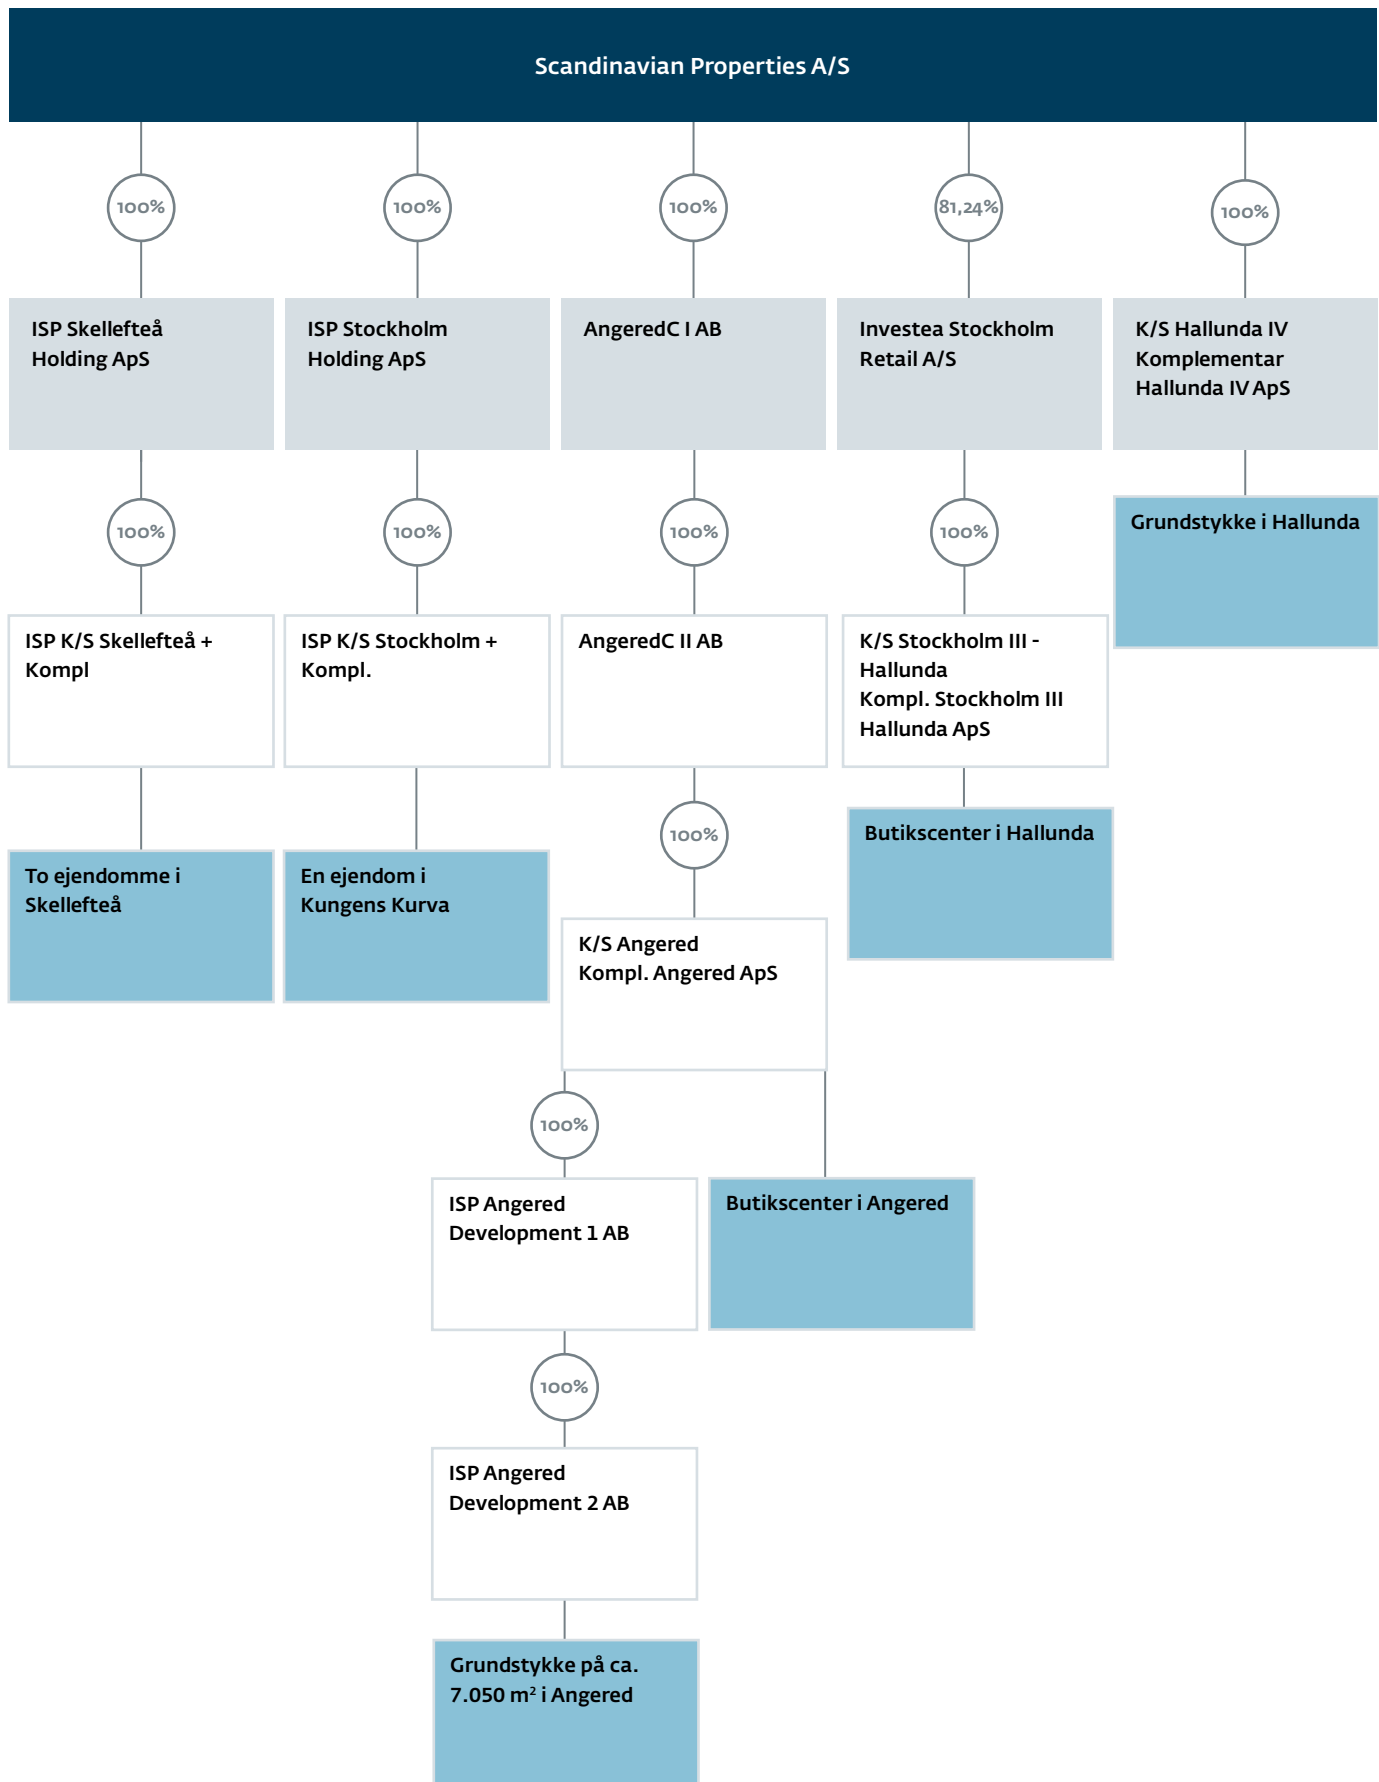 Scandinavian Properties A/S
100%
100%
100%
81,24%
100%
ISP Skellefteå
Holding ApS
ISP Stockholm
Holding ApS
AngeredC I AB
Investea Stockholm
Retail A/S
K/S Hallunda IV
Komplementar
Hallunda IV ApS
100%
100%
100%
100%
Grundstykke i Hallunda
ISP K/S Skellefteå +
Kompl
ISP K/S Stockholm +
Kompl.
AngeredC II AB
K/S Stockholm III -
Hallunda
Kompl. Stockholm III
Hallunda ApS
100%
Butikscenter i Hallunda
To ejendomme i
Skellefteå
En ejendom i
Kungens Kurva
K/S Angered
Kompl. Angered ApS
100%
ISP Angered
Development 1 AB
Butikscenter i Angered
100%
ISP Angered
Development 2 AB
Grundstykke på ca.
7.050 m² i Angered